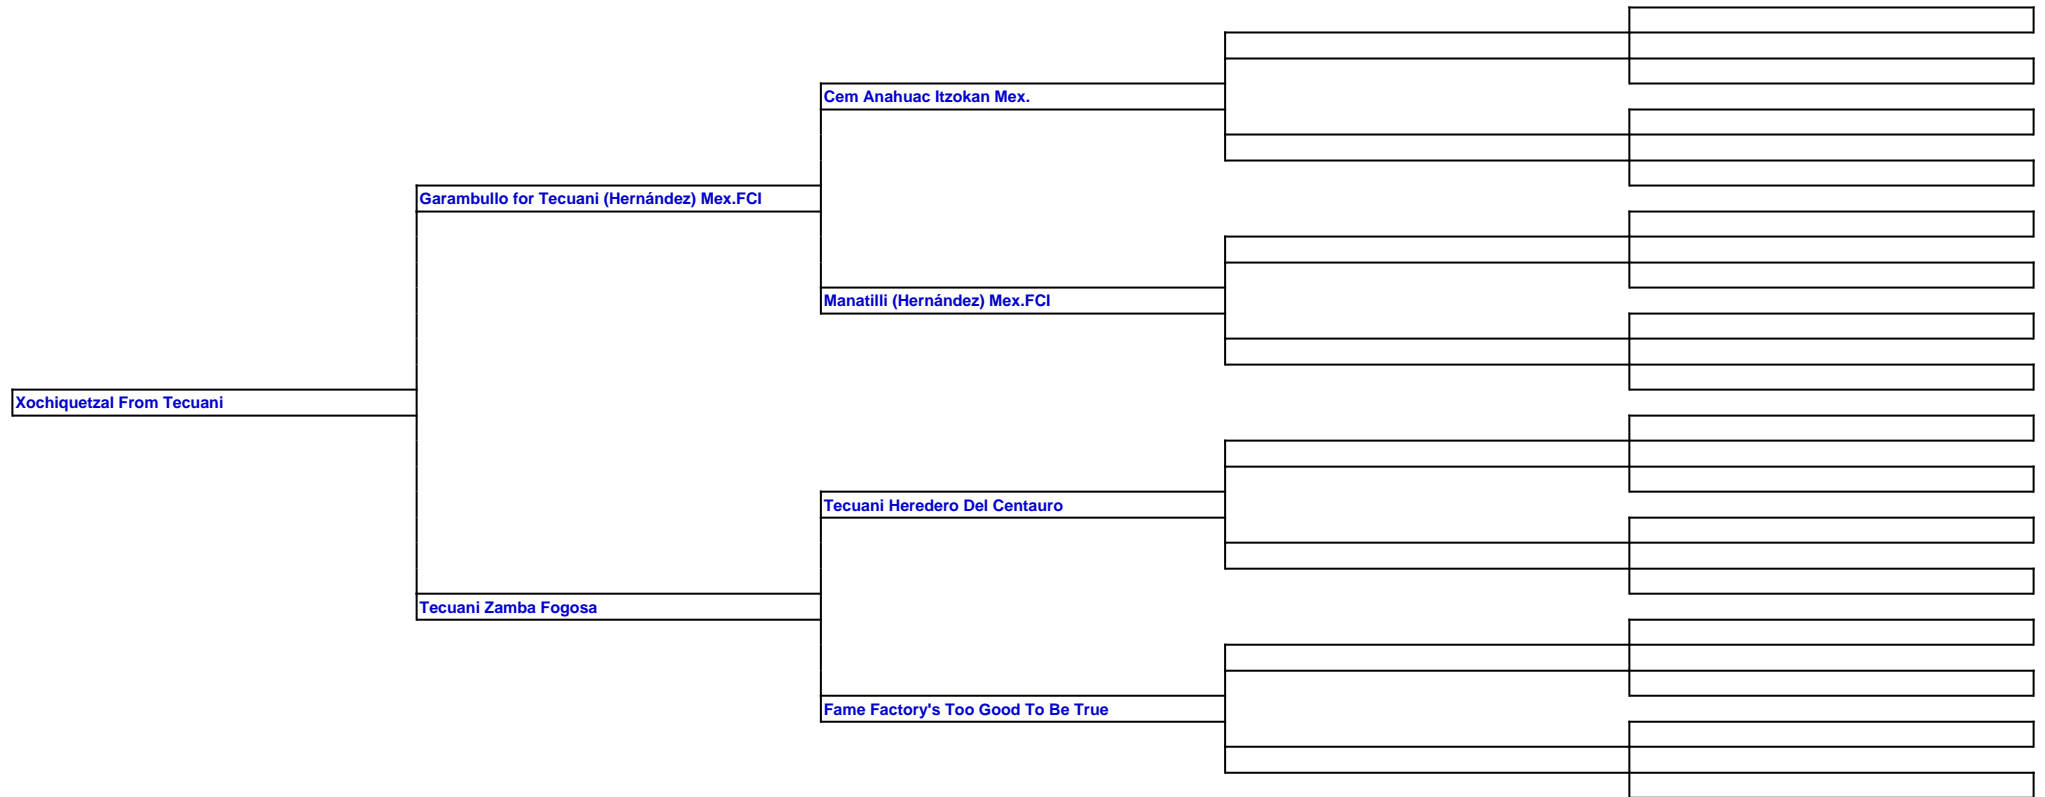 Cem Anahuac Itzokan Mex.
Garambullo for Tecuani (Hernández) Mex.FCI
Manatilli (Hernández) Mex.FCI
Xochiquetzal From Tecuani
Tecuani Heredero Del Centauro
Tecuani Zamba Fogosa
Fame Factory's Too Good To Be True